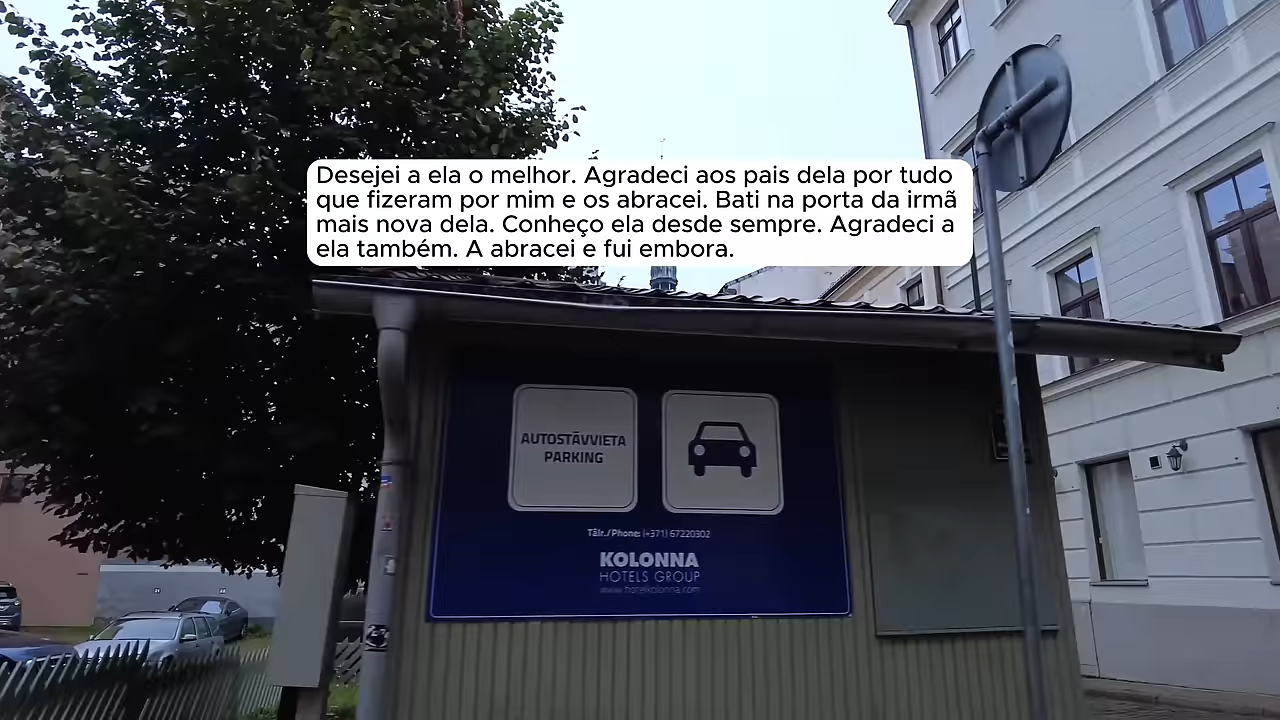 Desejei a ela o melhor. Agradeci aos pais dela por tudo
que fizeram por mim e os abracei. Bati na porta da irmã
mais nova dela. Conheço ela desde sempre. Agradeci a
ela também. A abracei e fui embora.
AUTOSTĀVVIETA
PARKING
Tālr./Phone: (+371) 67220302
KOLONNA
HOTELS GROUP
www.hotelkolonna.com